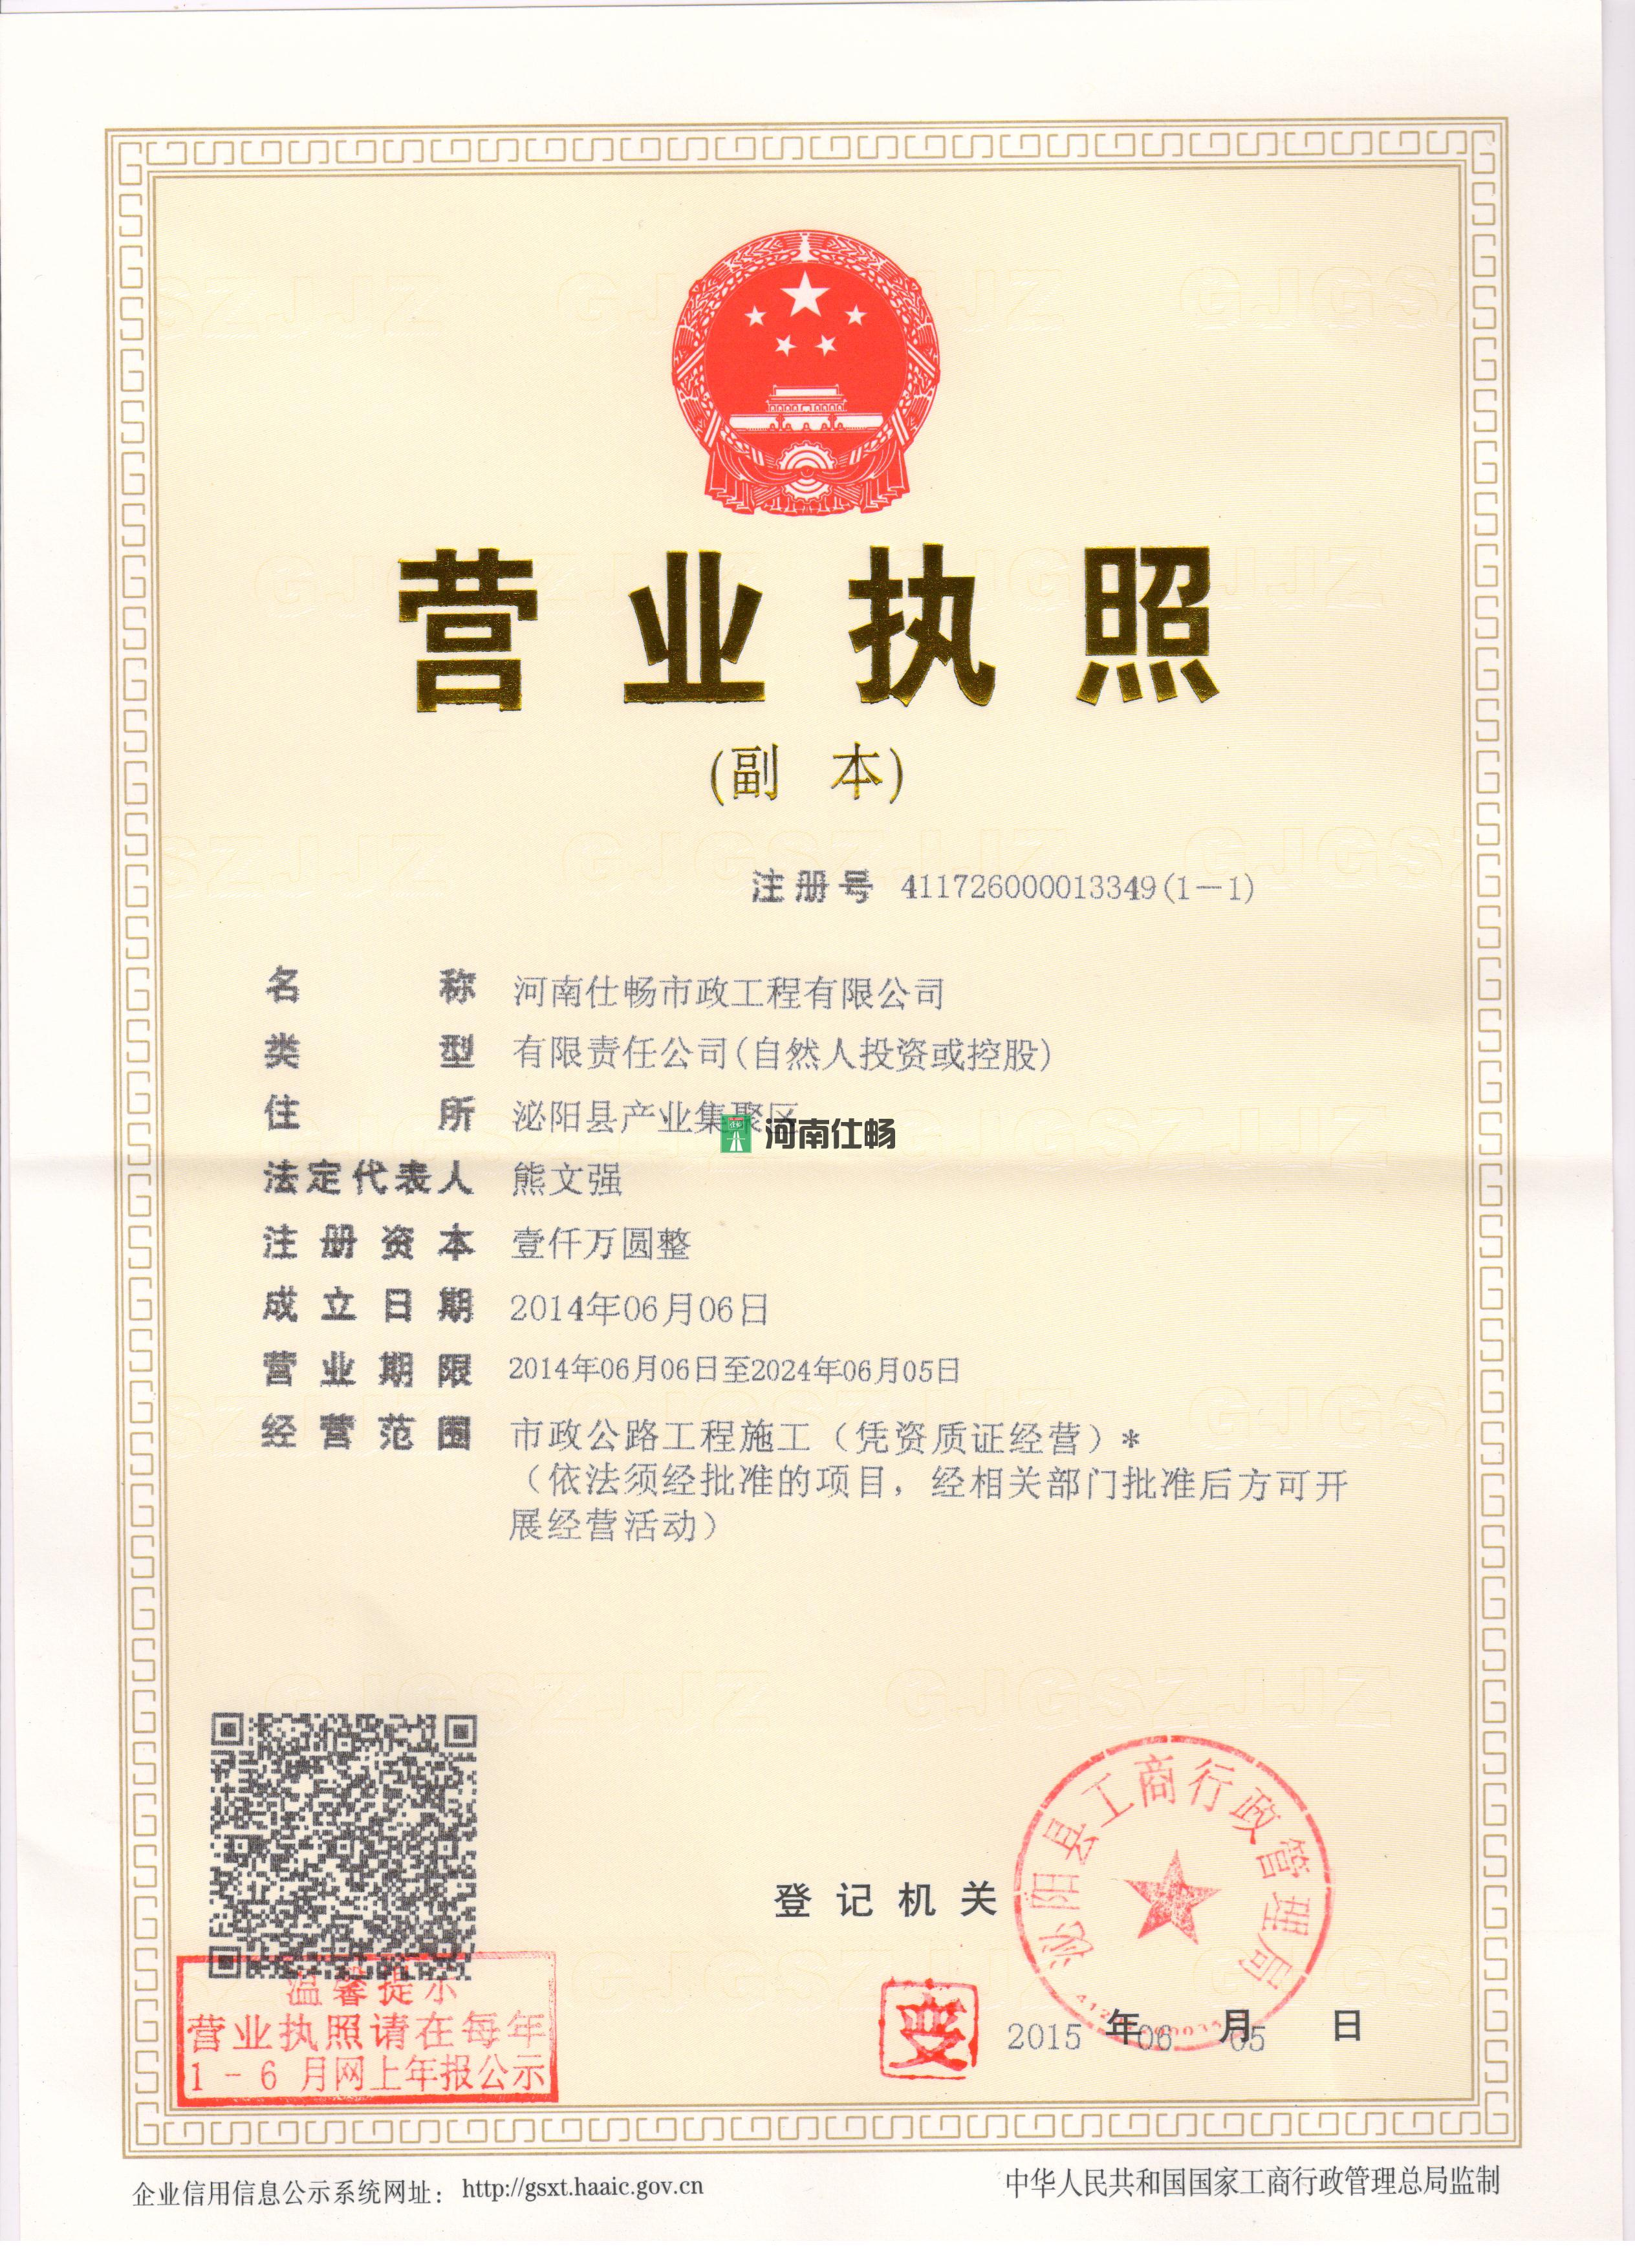 营业执照
(副 本)
注册号 411726000013349(1—1)
名称 河南仕畅市政工程有限公司
类型 有限责任公司(自然人投资或控股)
住所 泌阳县产业集聚区
河南仕畅
法定代表人 熊文强
注册资本 壹仟万圆整
成立日期 2014年06月06日
营业期限 2014年06月06日至2024年06月05日
经营范围 市政公路工程施工（凭资质证经营）*
（依法须经批准的项目，经相关部门批准后方可开
展经营活动）
泌阳县工商行政管理局
登记机关
温馨提示
营业执照请在每年
1-6月网上年报公示
变
2015年06月05日
企业信用信息公示系统网址：http://gsxt.haaic.gov.cn
中华人民共和国国家工商行政管理总局监制